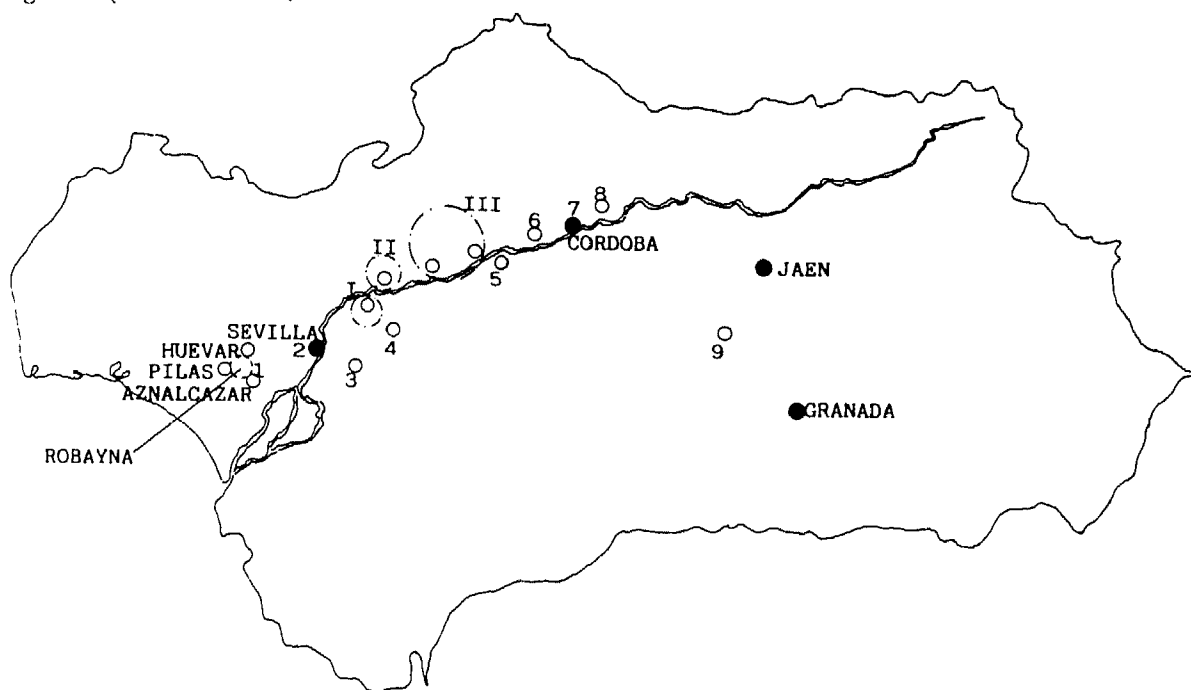 III
8
7
6
CORDOBA
II
5
JAEN
I
SEVILLA
4
9
HUEVAR
2
PILAS
1
3
AZNALCAZAR
GRANADA
ROBAYNA